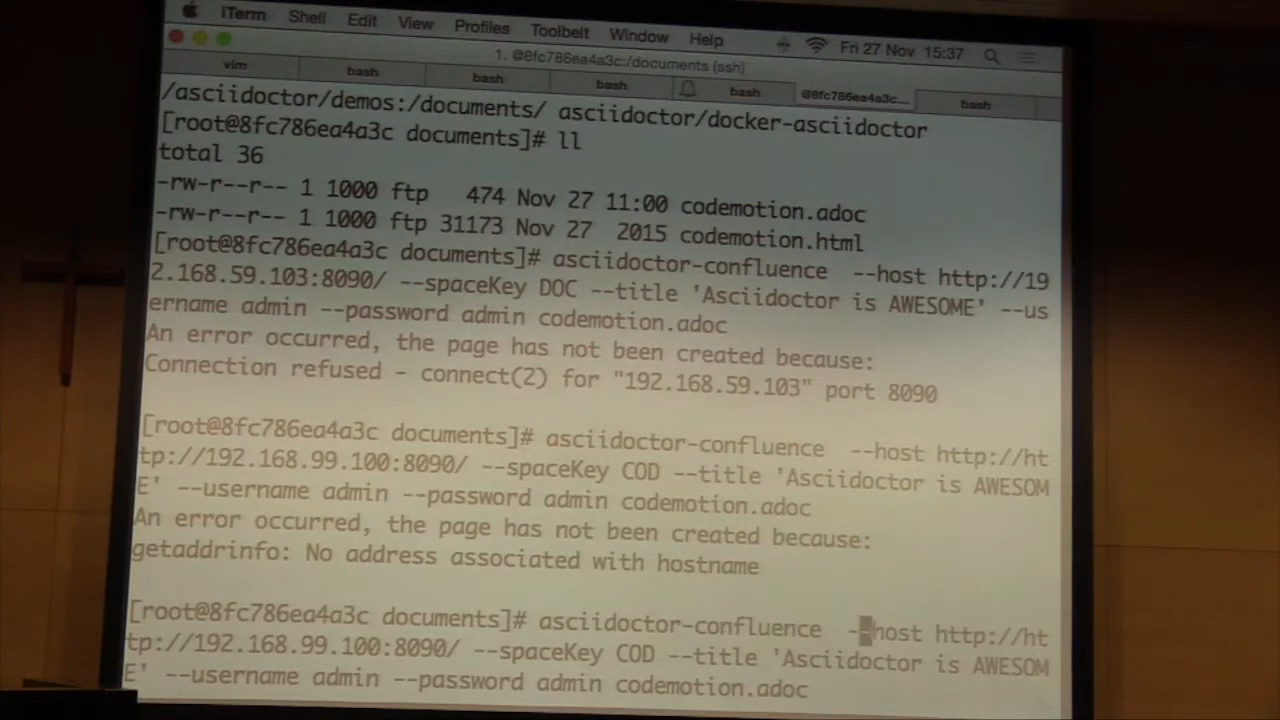 iTerm Shell Edit View Profiles Toolbelt Window Help Fri 27 Nov 15:37
1. @8fc786ea4a3c:/documents (ssh)
vim bash bash bash bash @8fc786ea4a3c... bash
/asciidoctor/demos:/documents/ asciidoctor/docker-asciidoctor
[root@8fc786ea4a3c documents]# ll
total 36
-rw-r--r-- 1 1000 ftp 474 Nov 27 11:00 codemotion.adoc
-rw-r--r-- 1 1000 ftp 31173 Nov 27 2015 codemotion.html
[root@8fc786ea4a3c documents]# asciidoctor-confluence --host http://19
2.168.59.103:8090/ --spaceKey DOC --title 'Asciidoctor is AWESOME' --us
ername admin --password admin codemotion.adoc
An error occurred, the page has not been created because:
Connection refused - connect(2) for "192.168.59.103" port 8090
[root@8fc786ea4a3c documents]# asciidoctor-confluence --host http://ht
tp://192.168.99.100:8090/ --spaceKey COD --title 'Asciidoctor is AWESOM
E' --username admin --password admin codemotion.adoc
An error occurred, the page has not been created because:
getaddrinfo: No address associated with hostname
[root@8fc786ea4a3c documents]# asciidoctor-confluence --host http://ht
tp://192.168.99.100:8090/ --spaceKey COD --title 'Asciidoctor is AWESOM
E' --username admin --password admin codemotion.adoc